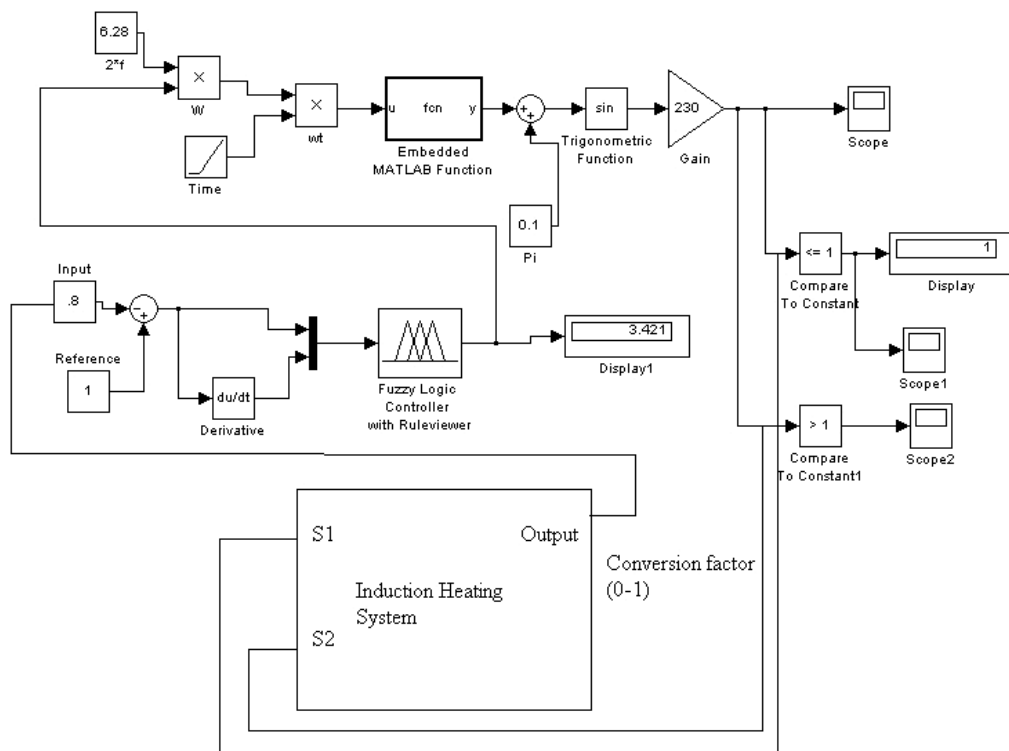 6.28
2*f
×
W
×
wt
Time
u fcn y
Embedded
MATLAB Function
+
+
sin
Trigonometric
Function
230
Gain
Scope
0.1
Pi
<= 1
Compare
To Constant
1
Display
Scope1
> 1
Compare
To Constant1
Scope2
Input
.8
-
+
Reference
1
du/dt
Derivative
Fuzzy Logic
Controller
with Ruleviewer
3.421
Display1
S1
Output
Induction Heating
System
S2
Conversion factor
(0-1)